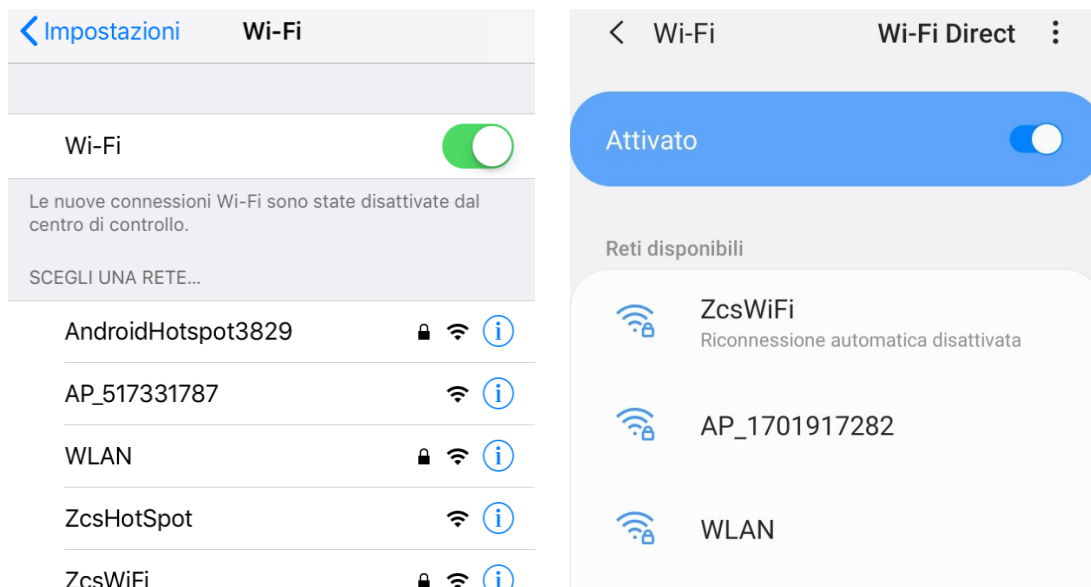 Impostazioni Wi-Fi
Wi-Fi
Le nuove connessioni Wi-Fi sono state disattivate dal
centro di controllo.
SCEGLI UNA RETE...
AndroidHotspot3829
AP_517331787
WLAN
ZcsHotSpot
ZcsWiFi
Wi-Fi Wi-Fi Direct
Attivato
Reti disponibili
ZcsWiFi
Riconnessione automatica disattivata
AP_1701917282
WLAN